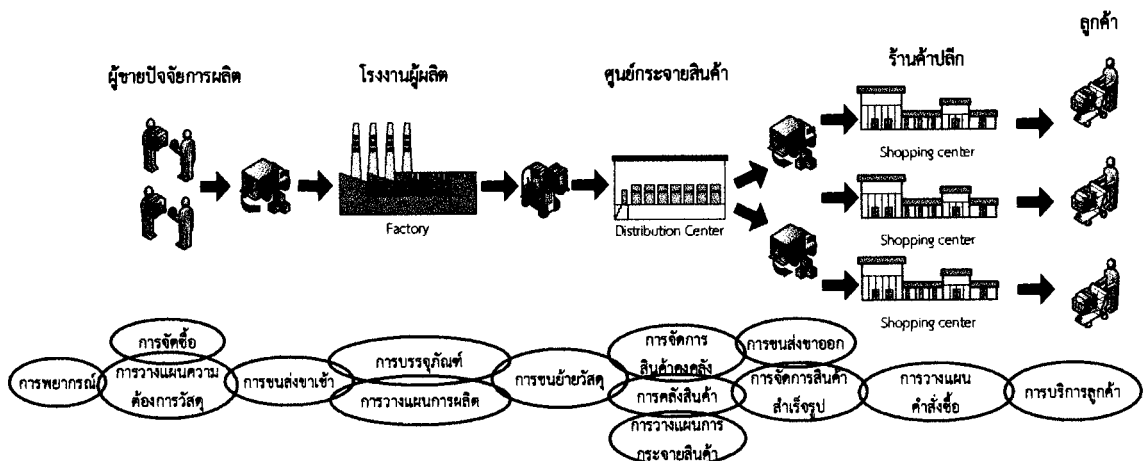 ลูกค้า
ผู้ขายปัจจัยการผลิต
โรงงานผู้ผลิต
ศูนย์กระจายสินค้า
ร้านค้าปลีก
Shopping center
Factory
Distribution Center
Shopping center
Shopping center
การพยากรณ์
การจัดซื้อ
การวางแผนความ
ต้องการวัสดุ
การขนส่งขาเข้า
การบรรจุภัณฑ์
การวางแผนการผลิต
การขนย้ายวัสดุ
การจัดการ
สินค้าคงคลัง
การคลังสินค้า
การวางแผนการ
กระจายสินค้า
การขนส่งขาออก
การจัดการสินค้า
สำเร็จรูป
การวางแผน
คำสั่งซื้อ
การบริการลูกค้า